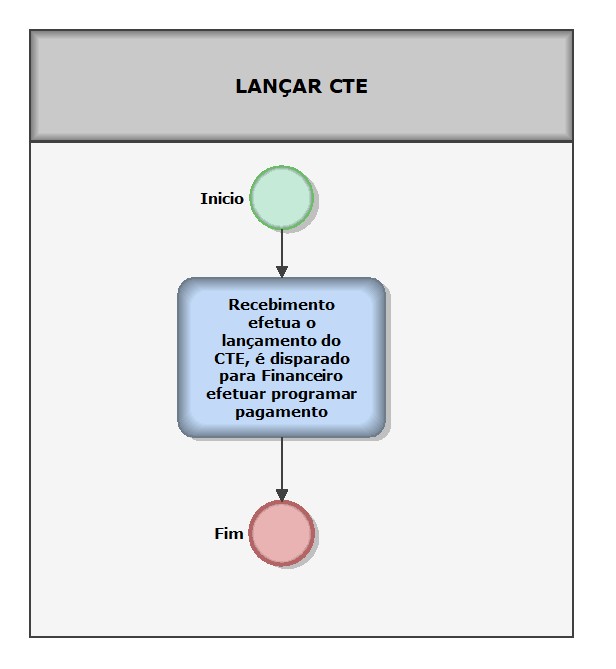 LANÇAR CTE
Inicio
Recebimento
efetua o
lançamento do
CTE, é disparado
para Financeiro
efetuar programar
pagamento
Fim